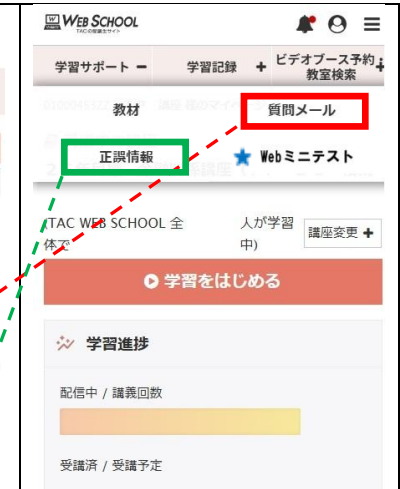 WEB SCHOOL
TACの受講生サイト
学習サポート － 学習記録 ＋ ビデオブース予約
教室検索
教材 質問メール
正誤情報 ★ Webミニテスト
(TAC WEB SCHOOL 全体で 人が学習中)
講座変更 ＋
学習をはじめる
学習進捗
配信中 / 講義回数
受講済 / 受講予定